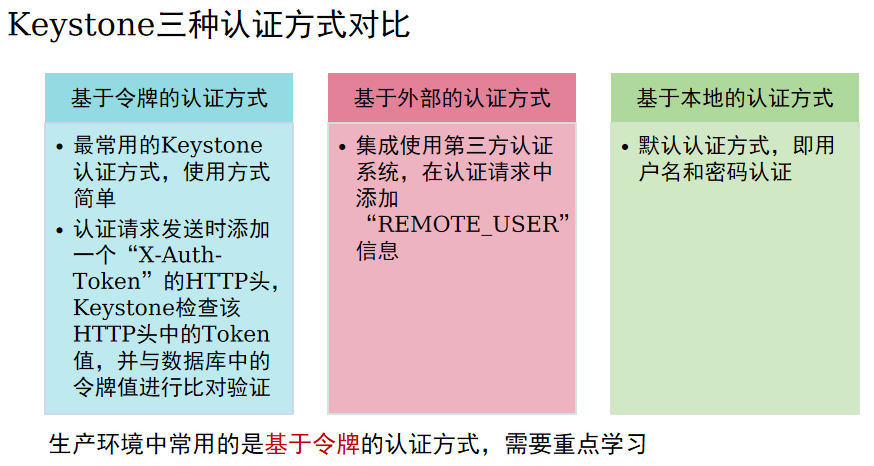 Keystone三种认证方式对比
基于令牌的认证方式
• 最常用的Keystone
认证方式，使用方式
简单
• 认证请求发送时添加
一个“X-Auth-
Token”的HTTP头，
Keystone检查该
HTTP头中的Token
值，并与数据库中的
令牌值进行比对验证
基于外部的认证方式
• 集成使用第三方认证
系统，在认证请求中
添加
“REMOTE_USER”
信息
基于本地的认证方式
• 默认认证方式，即用
户名和密码认证
生产环境中常用的是基于令牌的认证方式，需要重点学习